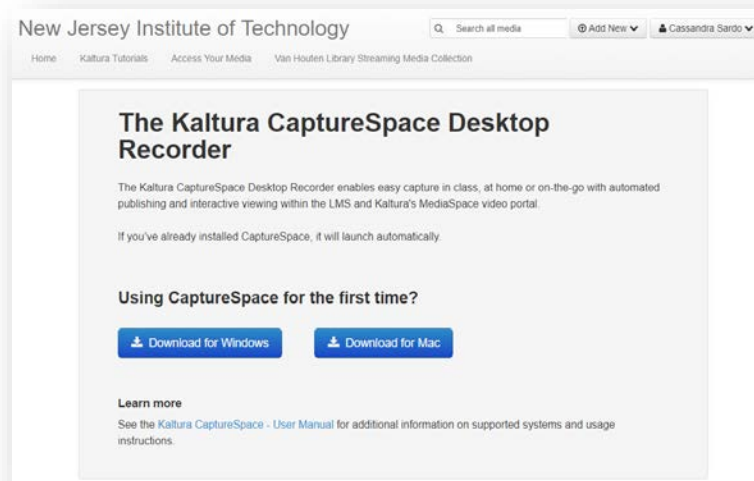 New Jersey Institute of Technology
Search all media
Add New
Cassandra Sardo
Home Kaltura Tutorials Access Your Media Van Houten Library Streaming Media Collection
The Kaltura CaptureSpace Desktop
Recorder
The Kaltura CaptureSpace Desktop Recorder enables easy capture in class, at home or on-the-go with automated
publishing and interactive viewing within the LMS and Kaltura's MediaSpace video portal.
If you've already installed CaptureSpace, it will launch automatically.
Using CaptureSpace for the first time?
Download for Windows
Download for Mac
Learn more
See the Kaltura CaptureSpace - User Manual for additional information on supported systems and usage
instructions.